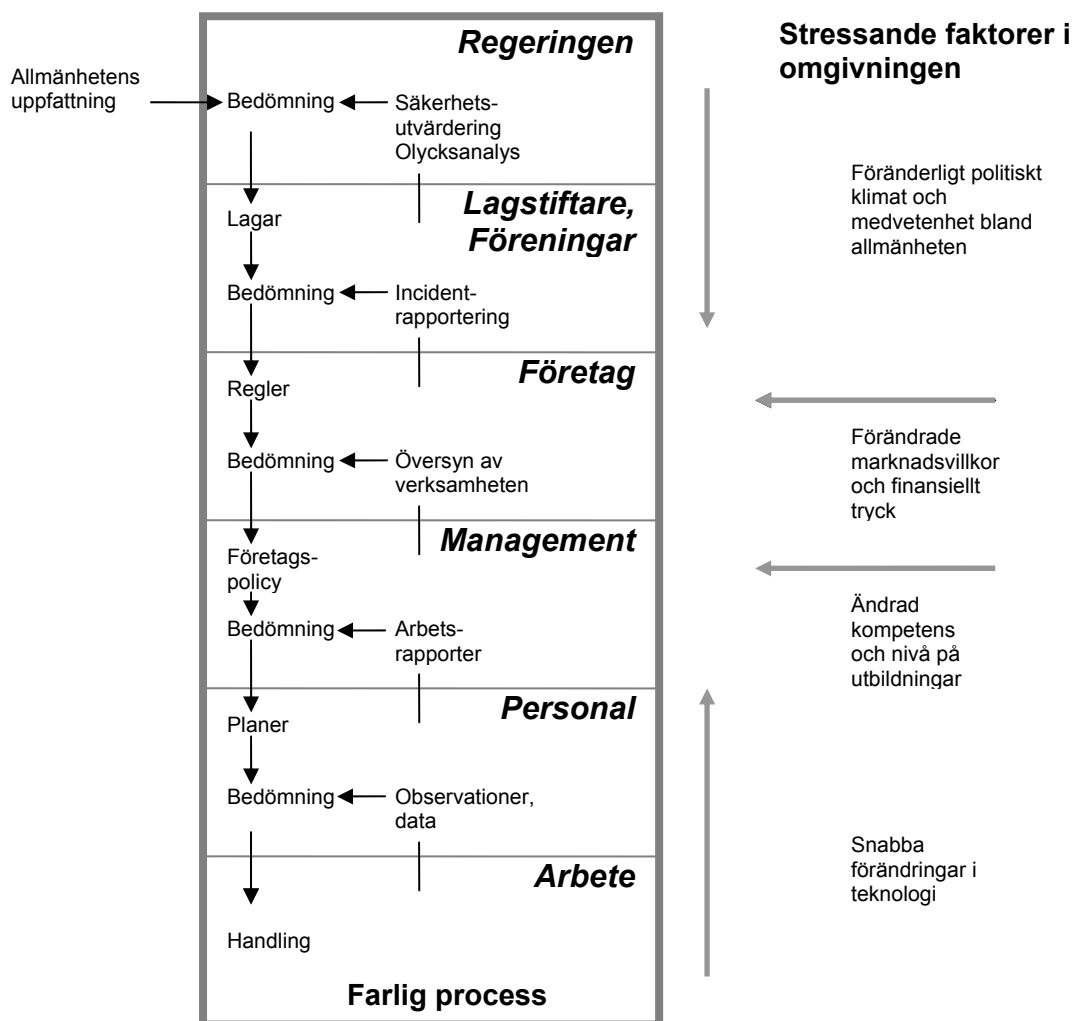 Regeringen
Stressande faktorer i
omgivningen
Allmänhetens
uppfattning
Bedömning
Säkerhets-
utvärdering
Olycksanalys
Föränderligt politiskt
klimat och
medvetenhet bland
allmänheten
Lagstiftare,
Föreningar
Lagar
Bedömning
Incident-
rapportering
Företag
Regler
Bedömning
Översyn av
verksamheten
Förändrade
marknadsvillkor
och finansiellt
tryck
Management
Företags-
policy
Bedömning
Arbets-
rapporter
Ändrad
kompetens
och nivå på
utbildningar
Personal
Planer
Bedömning
Observationer,
data
Snabba
förändringar i
teknologi
Arbete
Handling
Farlig process